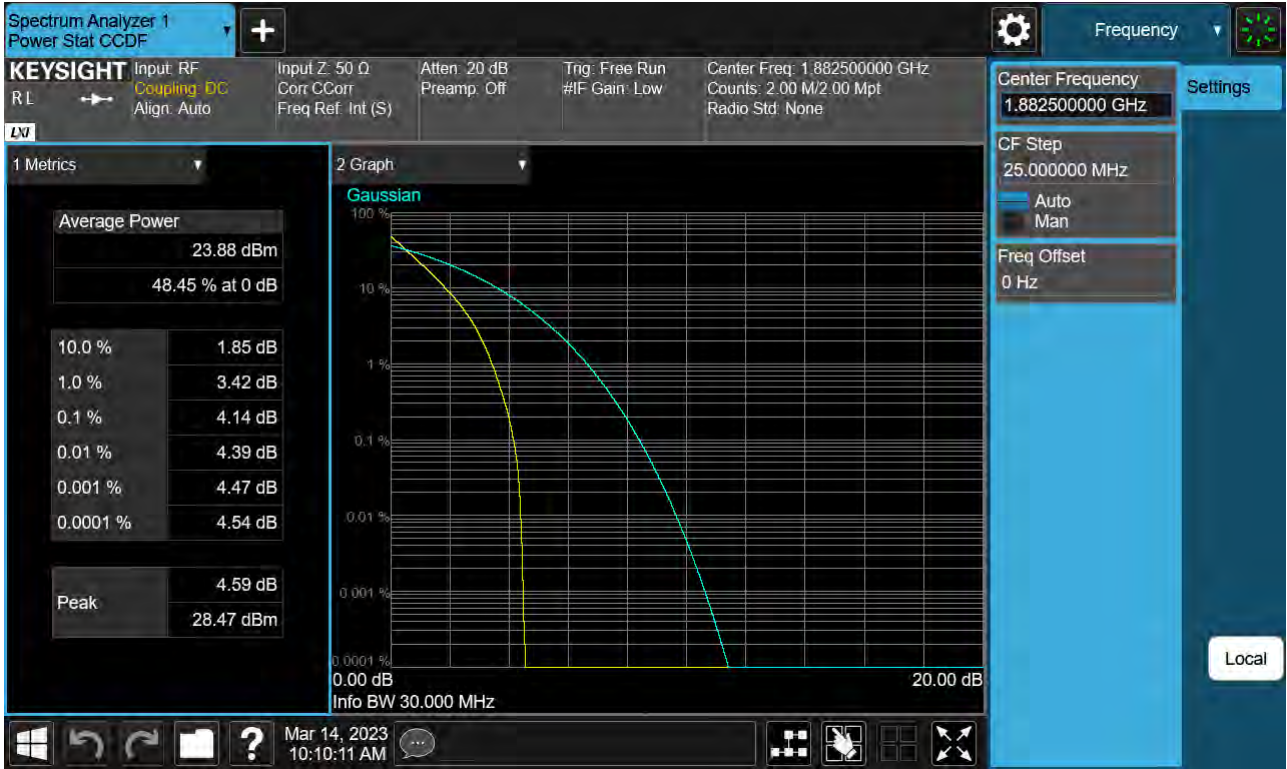 Spectrum Analyzer 1
Power Stat CCDF
Frequency
KEYSIGHT
R L
LXI
Input: RF
Coupling: DC
Align: Auto
Input Z: 50 Ω
Corr CCorr
Freq Ref: Int (S)
Atten: 20 dB
Preamp: Off
Trig: Free Run
#IF Gain: Low
Center Freq: 1.882500000 GHz
Counts: 2.00 M/2.00 Mpt
Radio Std: None
Center Frequency
1.882500000 GHz
Settings
CF Step
25.000000 MHz
Auto
Man
Freq Offset
0 Hz
Local
1 Metrics
Average Power
23.88 dBm
48.45 % at 0 dB
10.0 % 1.85 dB
1.0 % 3.42 dB
0.1 % 4.14 dB
0.01 % 4.39 dB
0.001 % 4.47 dB
0.0001 % 4.54 dB
Peak
4.59 dB
28.47 dBm
2 Graph
Gaussian
100 %
10 %
1 %
0.1 %
0.01 %
0.001 %
0.0001 %
0.00 dB 20.00 dB
Info BW 30.000 MHz
?
Mar 14, 2023
10:10:11 AM